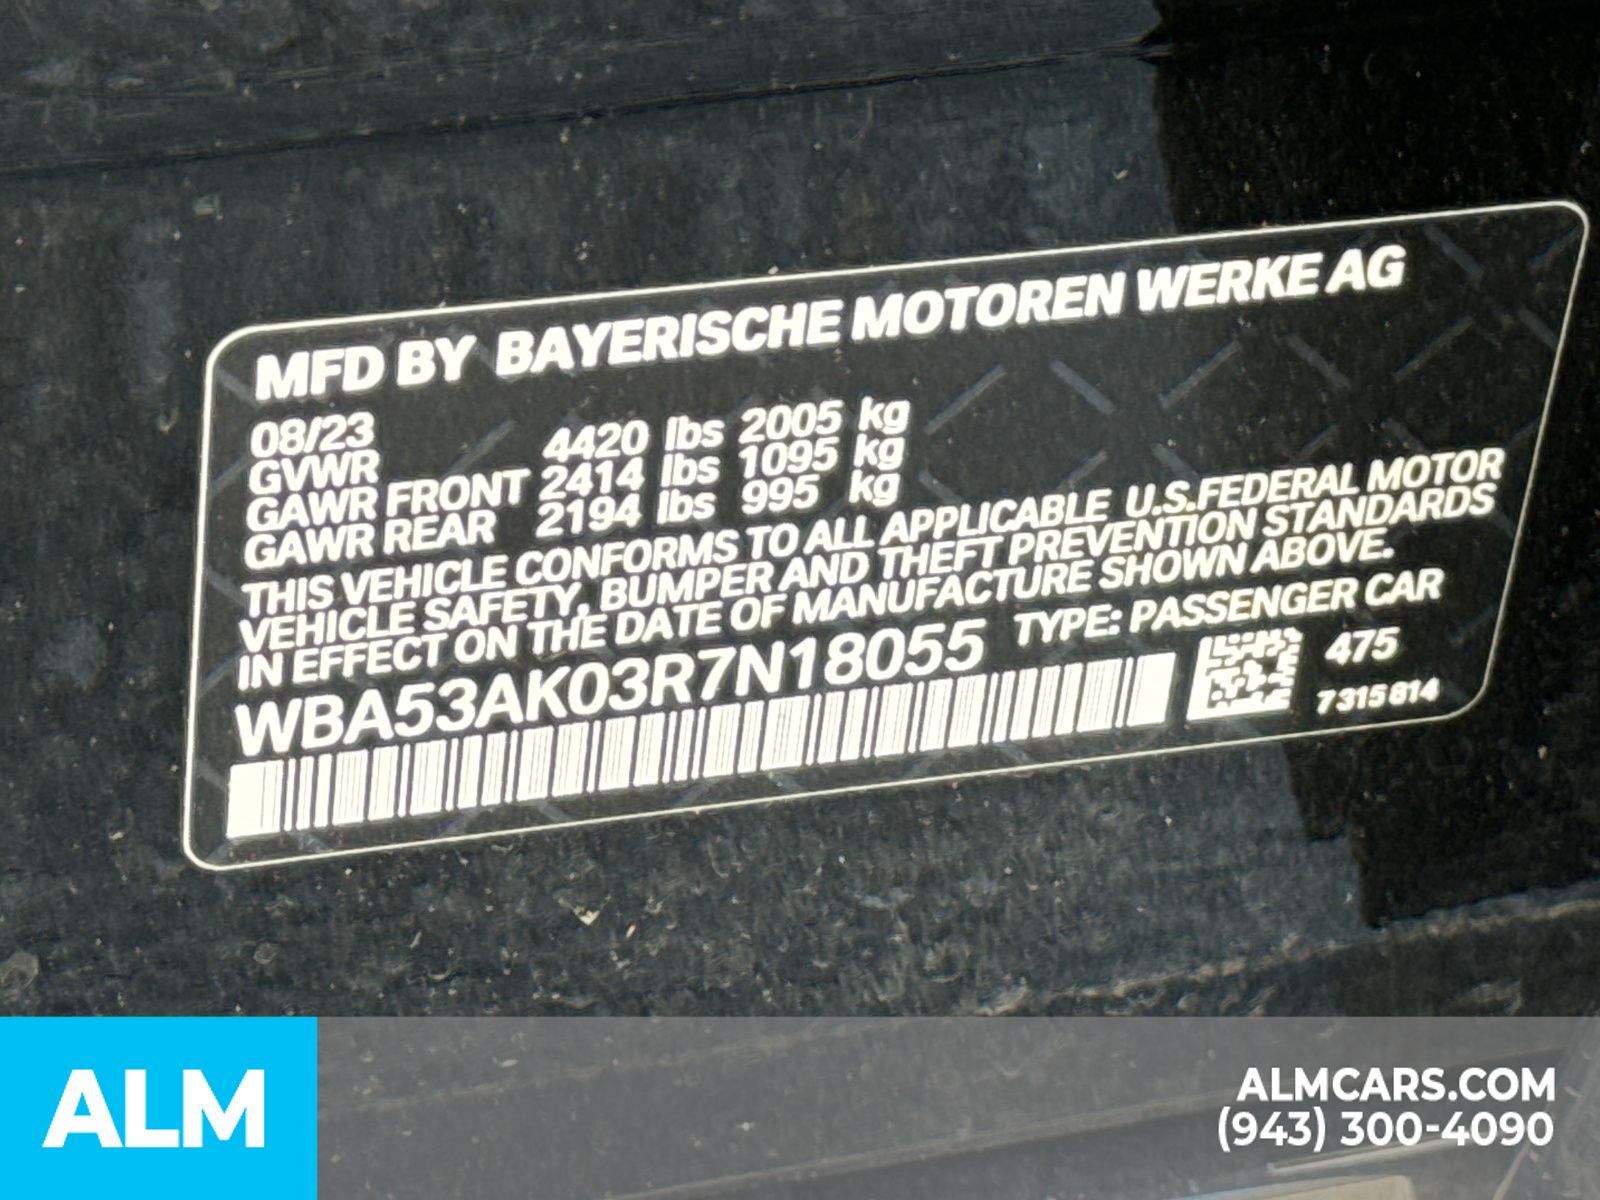 MFD BY BAYERISCHE MOTOREN WERKE AG
08/23
GVWR 4420 lbs 2005 kg
GAWR FRONT 2414 lbs 1095 kg
GAWR REAR 2194 lbs 995 kg
THIS VEHICLE CONFORMS TO ALL APPLICABLE U.S.FEDERAL MOTOR
VEHICLE SAFETY, BUMPER AND THEFT PREVENTION STANDARDS
IN EFFECT ON THE DATE OF MANUFACTURE SHOWN ABOVE.
WBA53AK03R7N18055 TYPE: PASSENGER CAR
475
7315814
ALM
ALMCARS.COM
(943) 300-4090